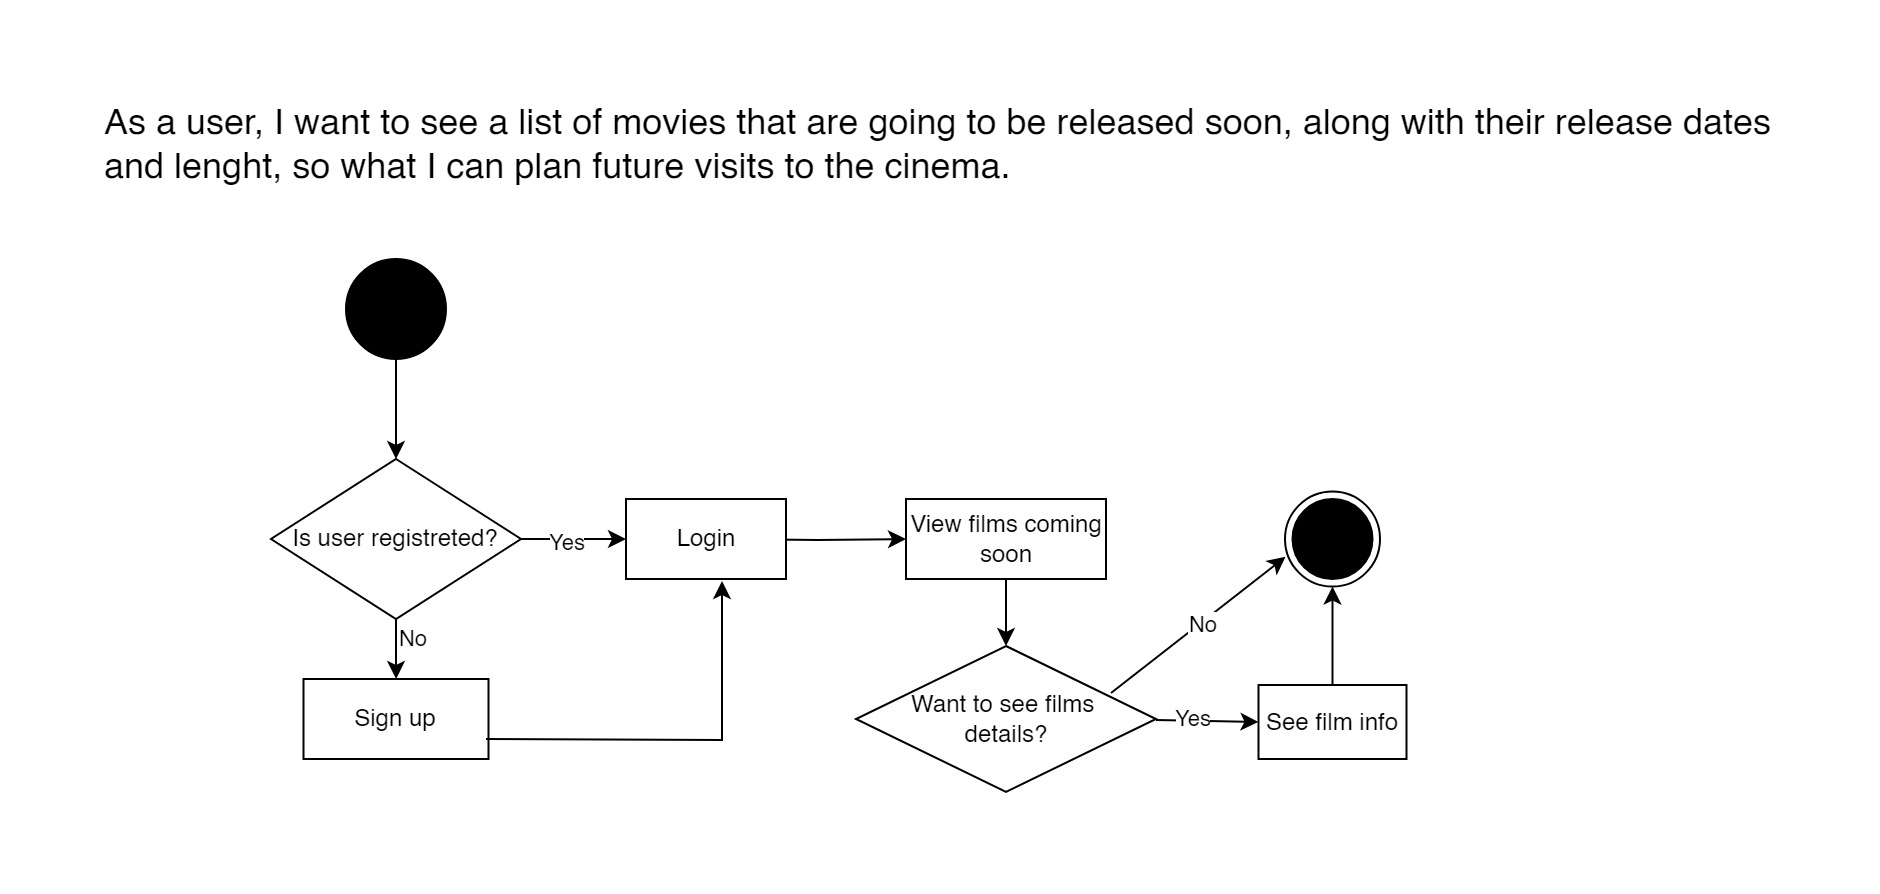 As a user, I want to see a list of movies that are going to be released soon, along with their release dates
and lenght, so what I can plan future visits to the cinema.
Is user registreted?
Yes
Login
View films coming
soon
No
No
Sign up
Want to see films
details?
Yes
See film info